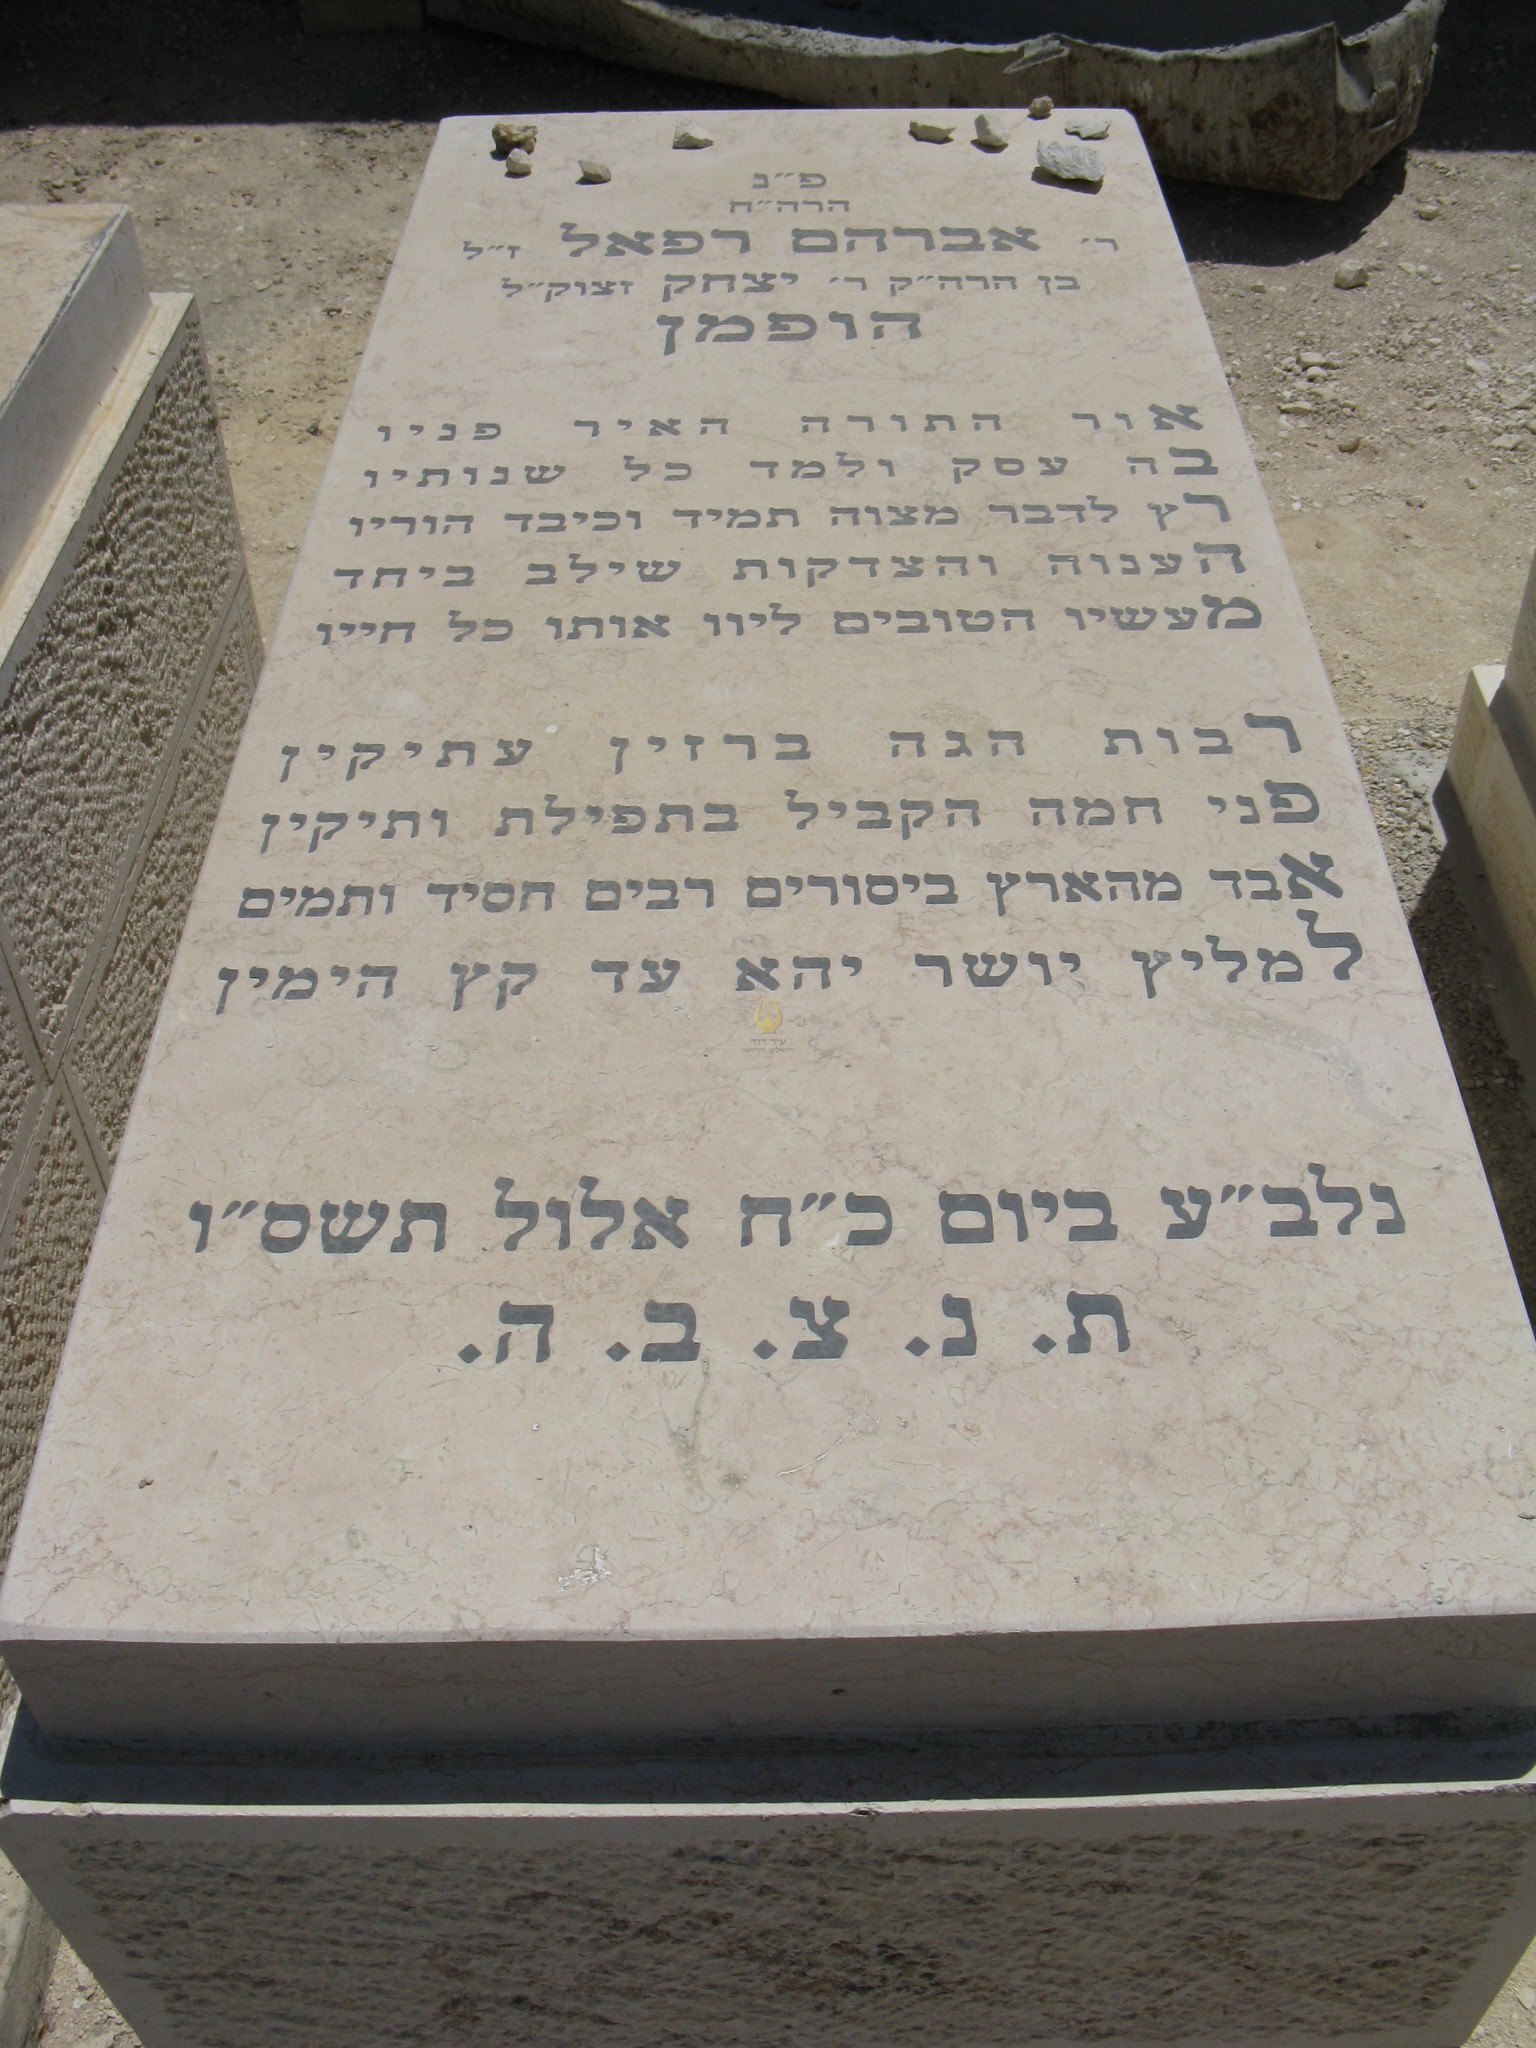 פ״נ
הרה״ח
ר׳ אברהם רפאל ז״ל
בן הרה״ק ר׳ יצחק זצוק״ל
הופמן
אור התורה האיר פניו
בה עסק ולמד כל שנותיו
רץ לדבר מצוה תמיד וכיבד הוריו
הענוה והצדקות שילב ביחד
מעשיו הטובים ליוו אותו כל חייו
רבות הגה ברזין עתיקין
פני חמה הקביל בתפילת ותיקין
אבד מהארץ ביסורים רבים חסיד ותמים
למליץ יושר יהא עד קץ הימין
עיר דוד
נלב״ע ביום כ״ח אלול תשס״ו
ת. נ. צ. ב. ה.